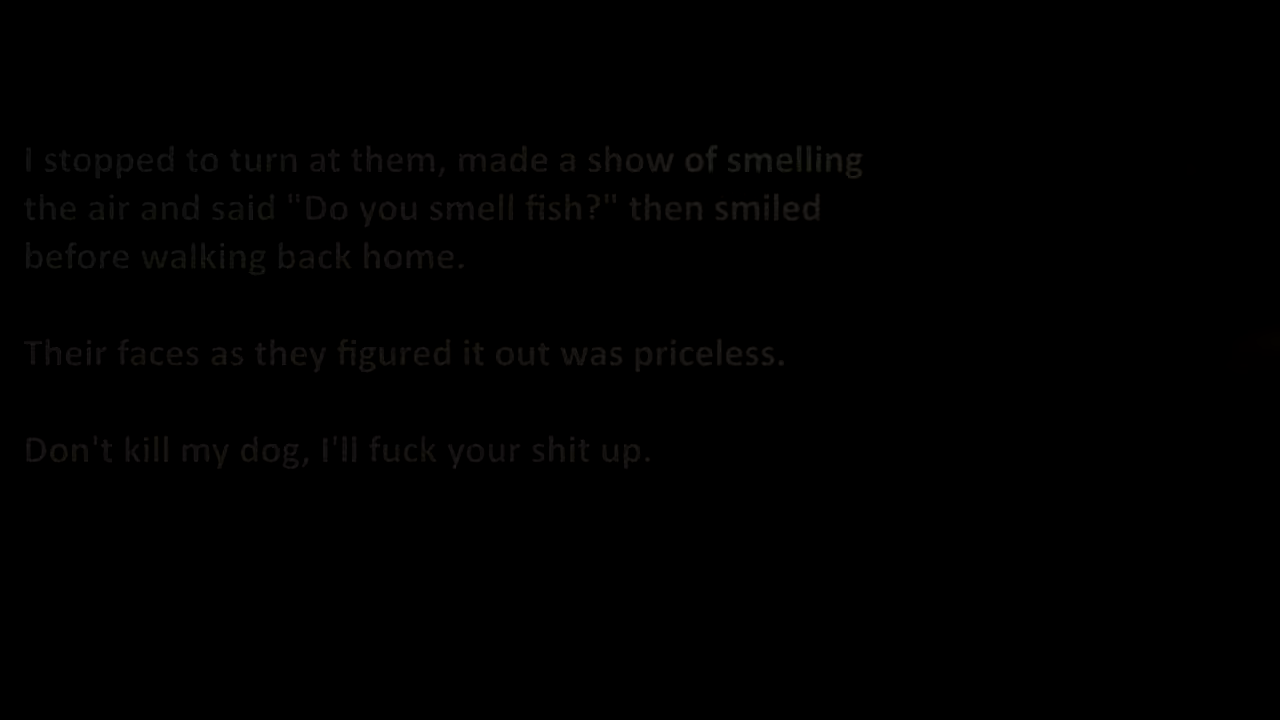 I stopped to turn at them, made a show of smelling
the air and said "Do you smell fish?" then smiled
before walking back home.
Their faces as they figured it out was priceless.
Don't kill my dog, I'll fuck your shit up.